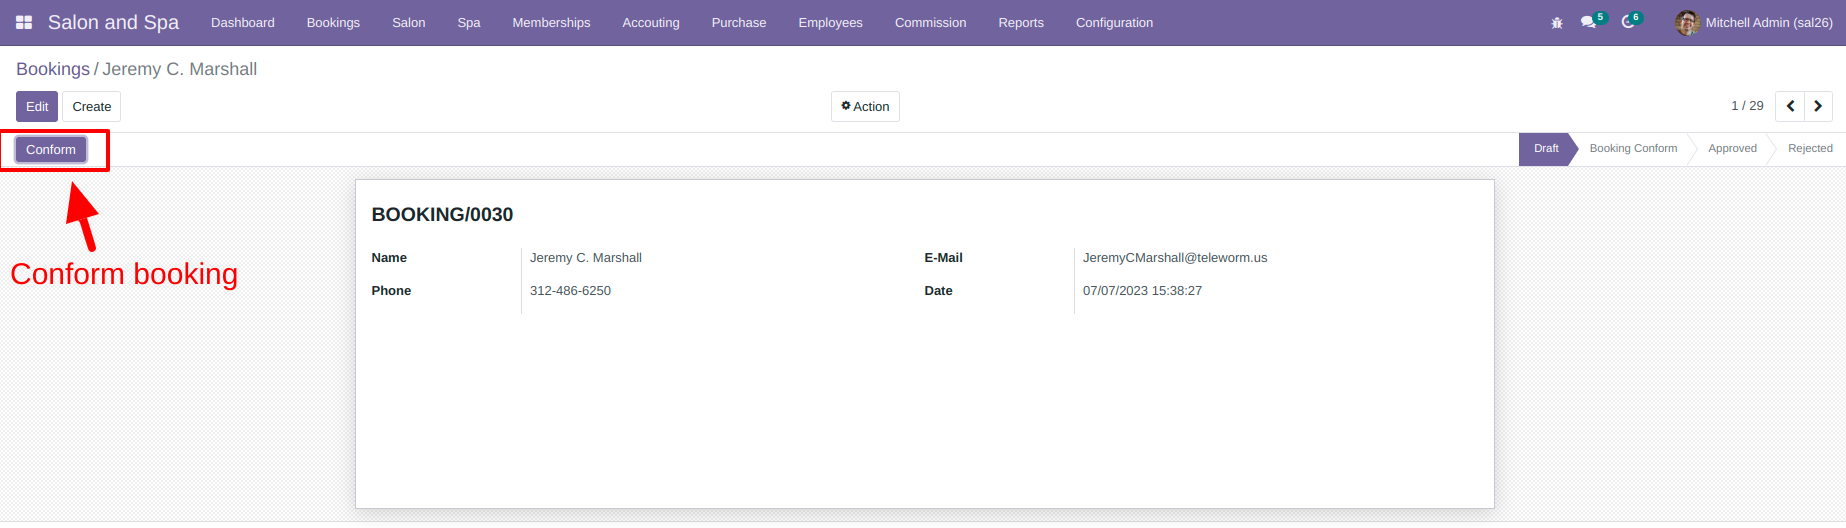 Salon and Spa Dashboard Bookings Salon Spa Memberships Accouting Purchase Employees Commission Reports Configuration 5 6 Mitchell Admin (sal26)
Bookings / Jeremy C. Marshall
Edit Create Action 1 / 29
Conform Draft Booking Conform Approved Rejected
BOOKING/0030
Name Jeremy C. Marshall E-Mail JeremyCMarshall@teleworm.us
Conform booking
Phone 312-486-6250 Date 07/07/2023 15:38:27